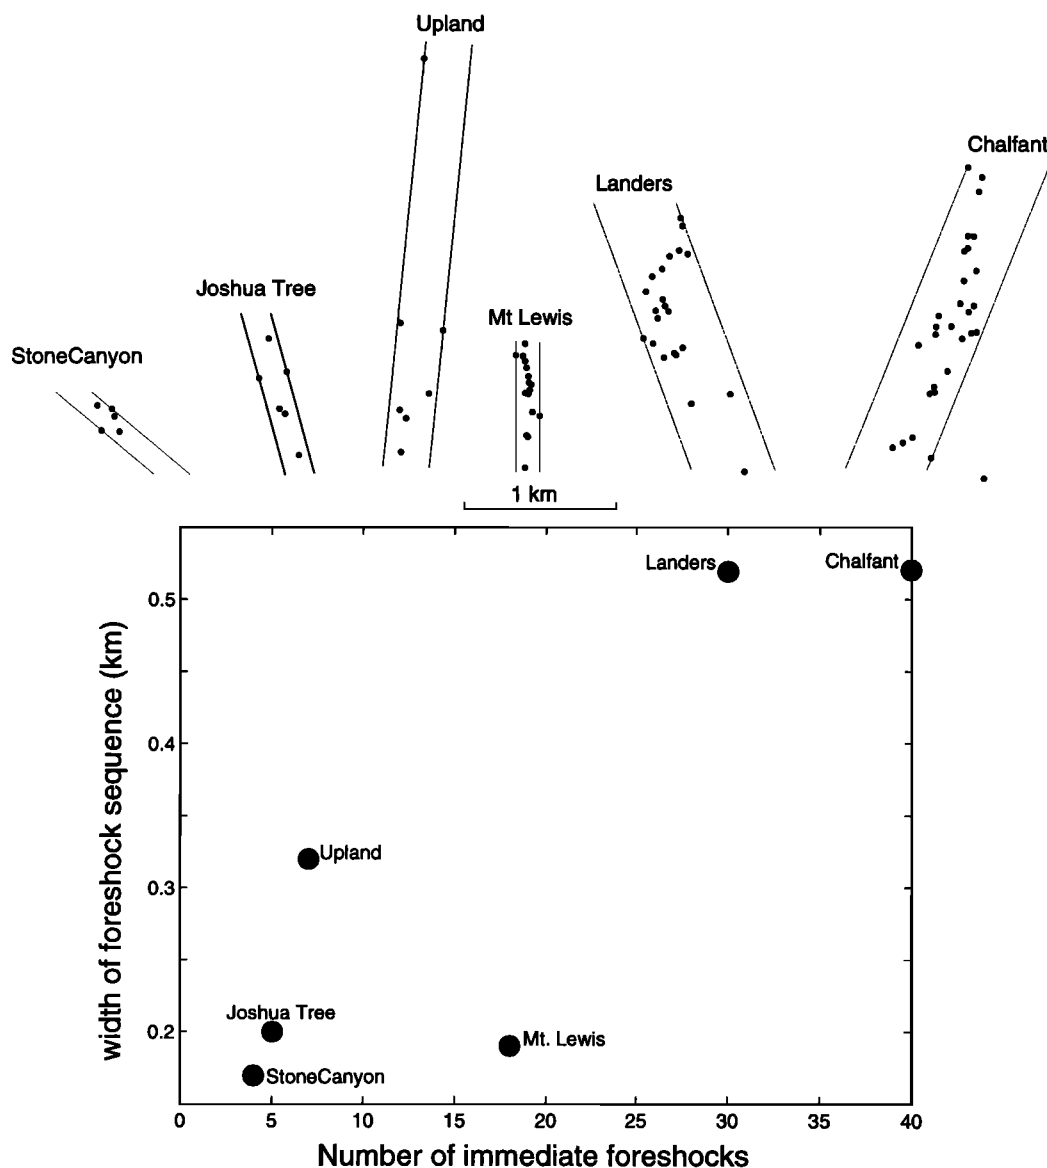 Upland
Chalfant
Landers
Joshua Tree
Mt Lewis
StoneCanyon
1 km
Landers
Chalfant
0.5
width of foreshock sequence (km)
0.4
Upland
0.3
Joshua Tree
0.2
Mt. Lewis
StoneCanyon
0 5 10 15 20 25 30 35 40
Number of immediate foreshocks